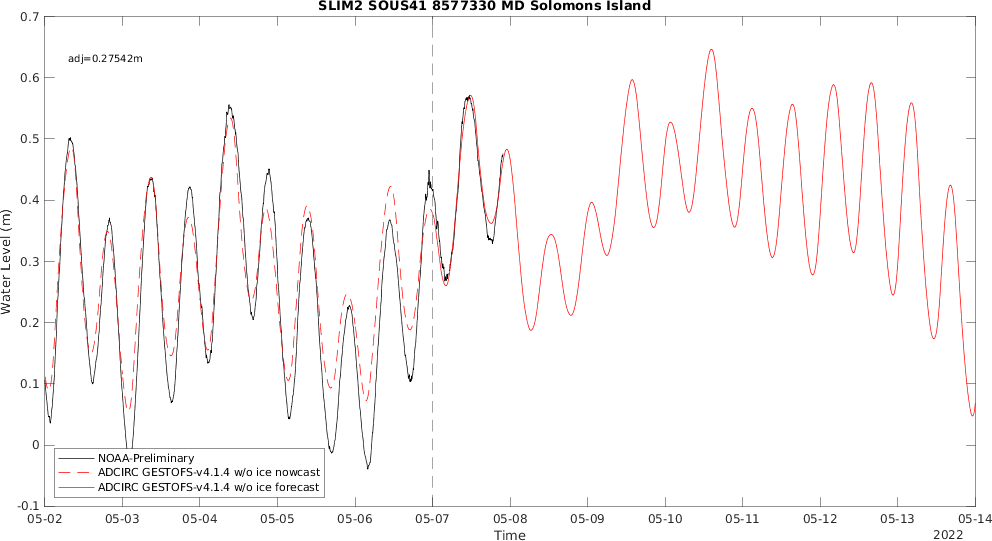 SLIM2 SOUS41 8577330 MD Solomons Island
adj=0.27542m
0.7
0.6
0.5
0.4
0.3
0.2
0.1
0
-0.1
Water Level (m)
NOAA-Preliminary
ADCIRC GESTOFS-v4.1.4 w/o ice nowcast
ADCIRC GESTOFS-v4.1.4 w/o ice forecast
05-02 05-03 05-04 05-05 05-06 05-07 05-08 05-09 05-10 05-11 05-12 05-13 05-14
Time
2022